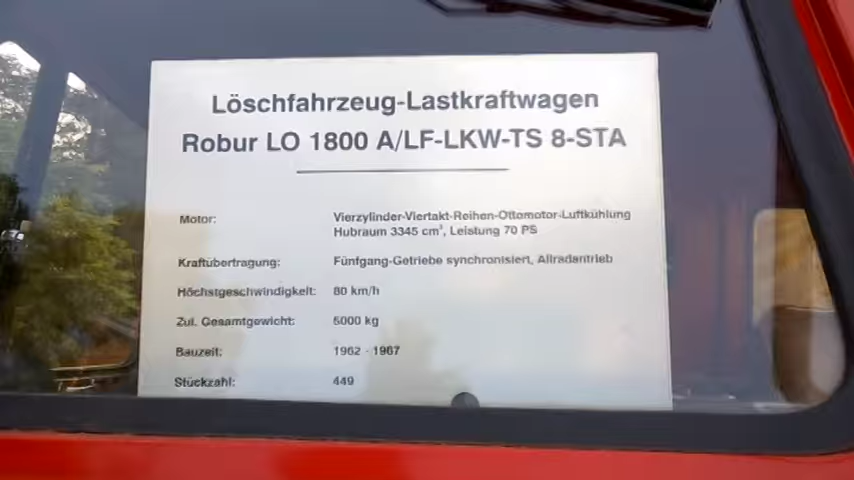 Löschfahrzeug-Lastkraftwagen
Robur LO 1800 A/LF-LKW-TS 8-STA
Motor: Vierzylinder-Viertakt-Reihen-Ottomotor-Luftkühlung
Hubraum 3345 cm³, Leistung 70 PS
Kraftübertragung: Fünfgang-Getriebe synchronisiert, Allradantrieb
Höchstgeschwindigkeit: 80 km/h
Zul. Gesamtgewicht: 5000 kg
Bauzeit: 1962 - 1967
Stückzahl: 449